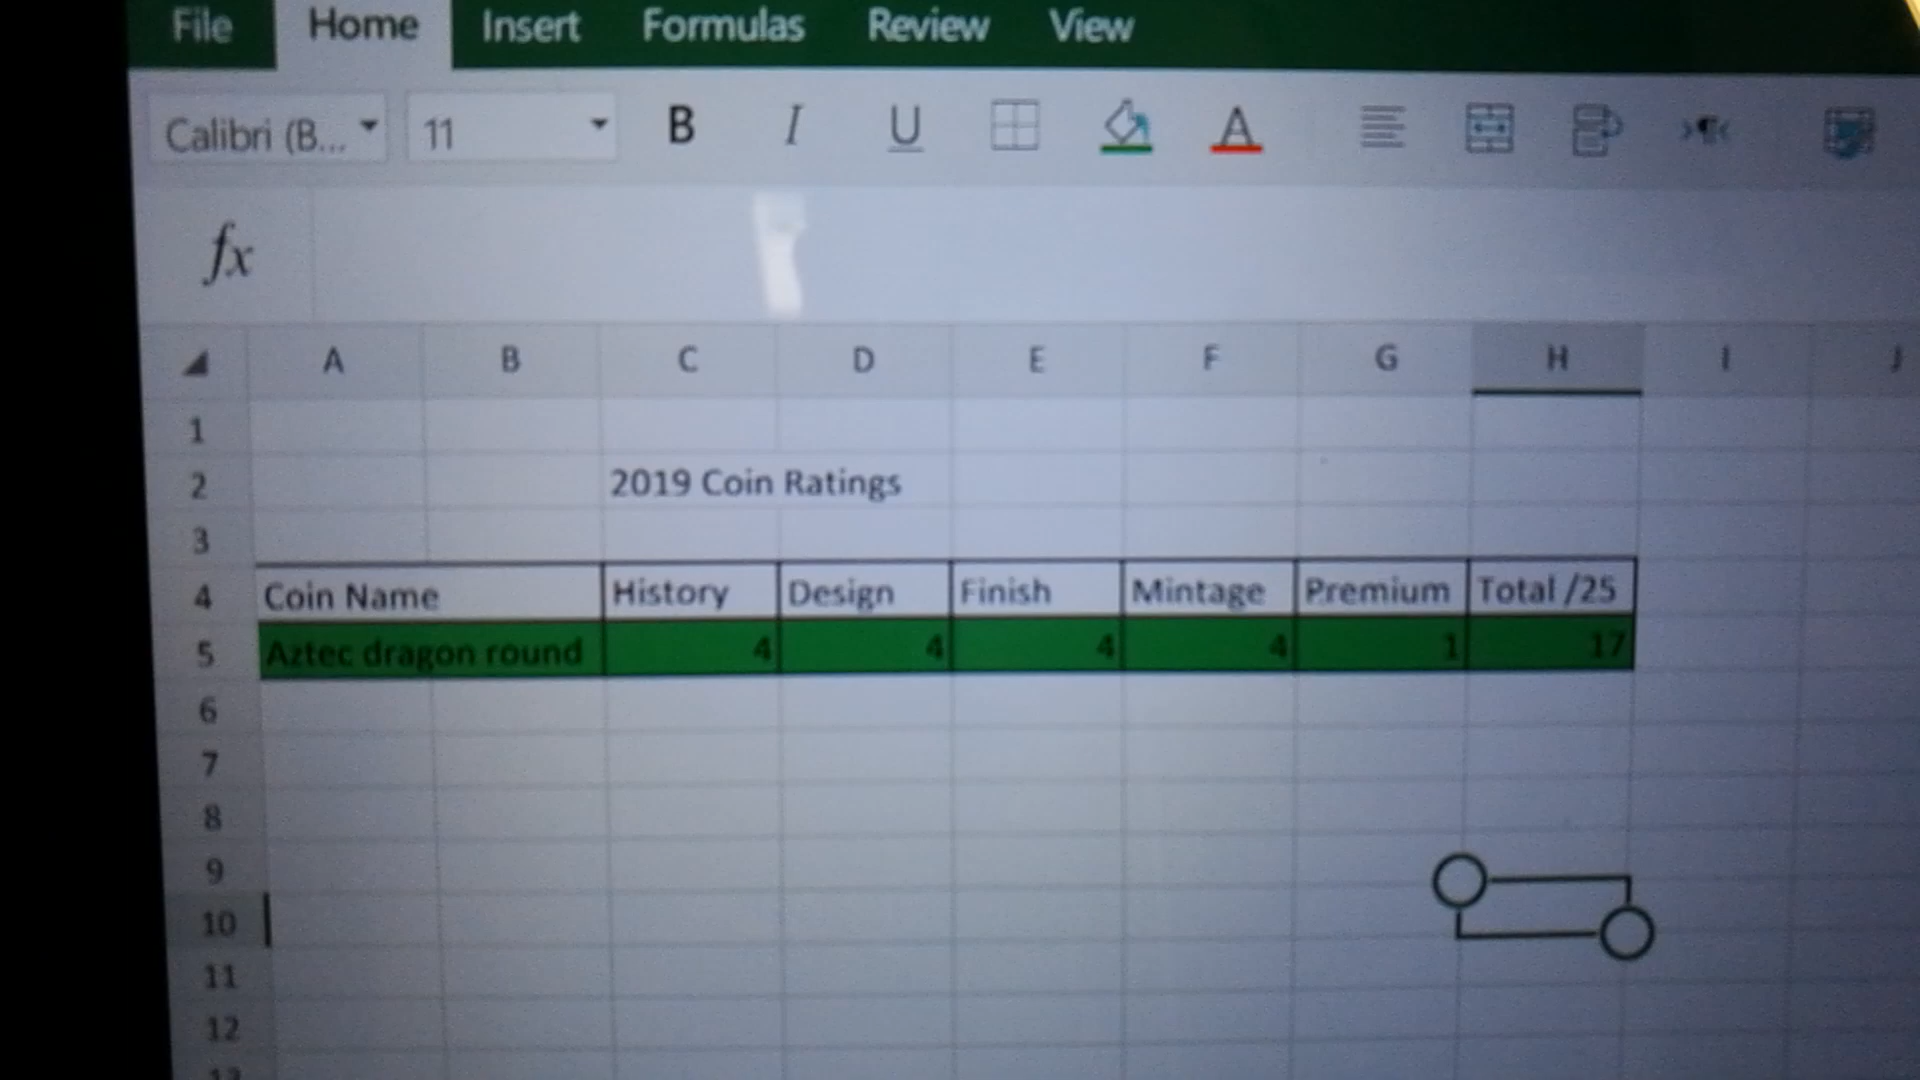 File Home Insert Formulas Review View
Calibri (B... 11 B I U A
fx
A B C D E F G H I J
1
2 2019 Coin Ratings
3
4 Coin Name History Design Finish Mintage Premium Total /25
5 Aztec dragon round 4 4 4 4 1 17
6
7
8
9
10
11
12
13